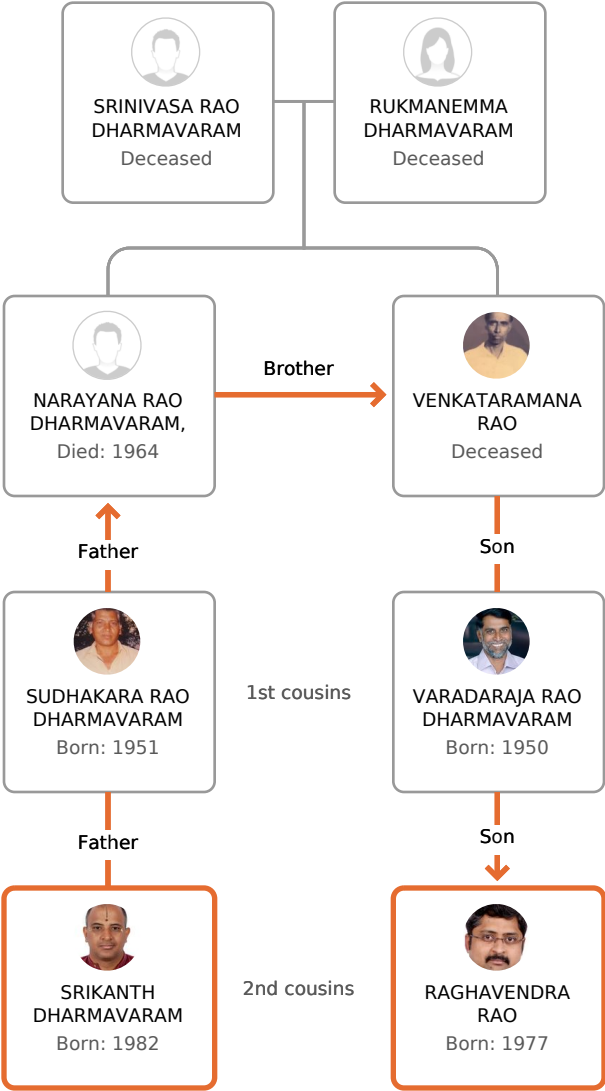 SRINIVASA RAO
DHARMAVARAM
Deceased
RUKMANEMMA
DHARMAVARAM
Deceased
NARAYANA RAO
DHARMAVARAM,
Died: 1964
Brother
VENKATARAMANA
RAO
Deceased
Father
Son
SUDHAKARA RAO
DHARMAVARAM
Born: 1951
1st cousins
VARADARAJA RAO
DHARMAVARAM
Born: 1950
Father
Son
SRIKANTH
DHARMAVARAM
Born: 1982
2nd cousins
RAGHAVENDRA
RAO
Born: 1977